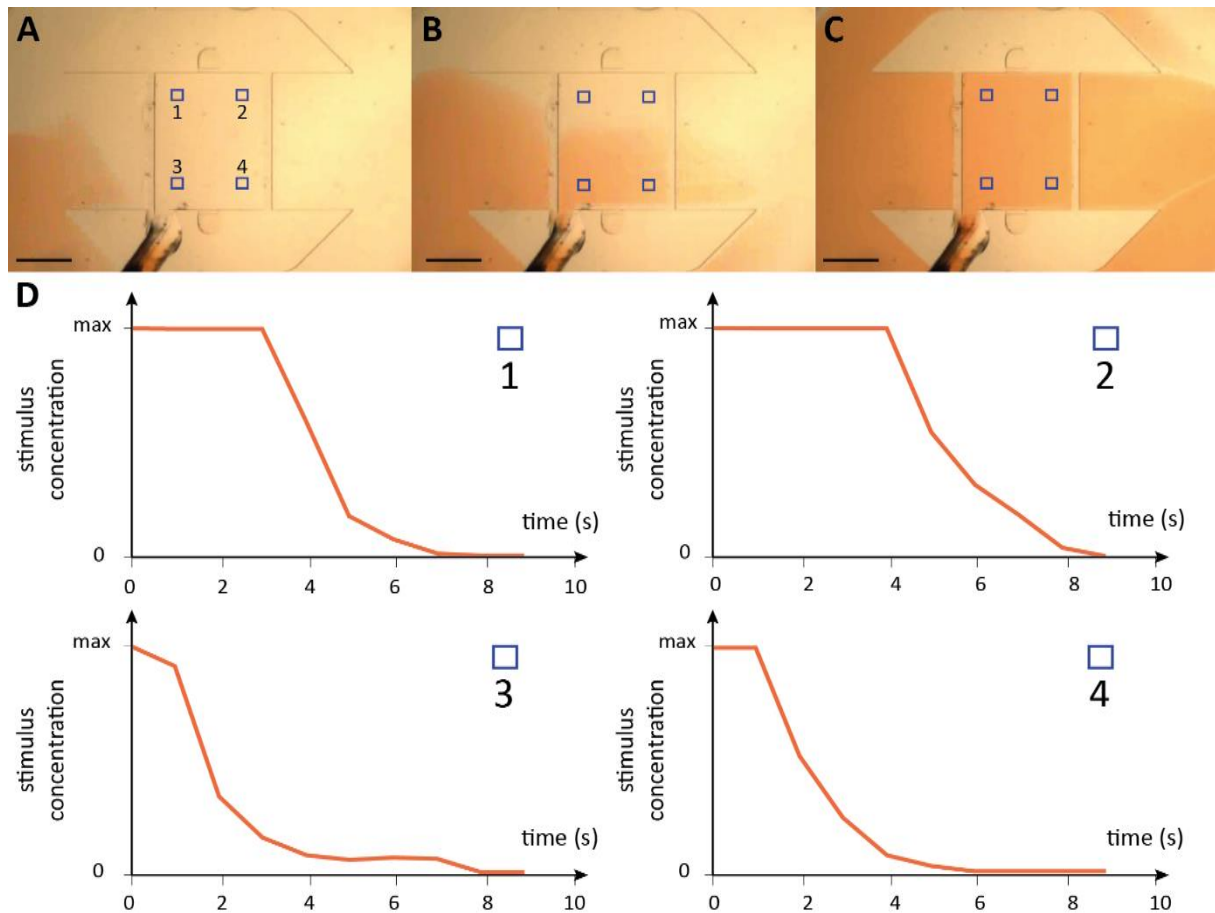 A B C
1 2
3 4
D
max
stimulus
concentration
0
0 2 4 6 8 10
time (s)
1
max
stimulus
concentration
0
0 2 4 6 8 10
time (s)
2
max
stimulus
concentration
0
0 2 4 6 8 10
time (s)
3
max
stimulus
concentration
0
0 2 4 6 8 10
time (s)
4